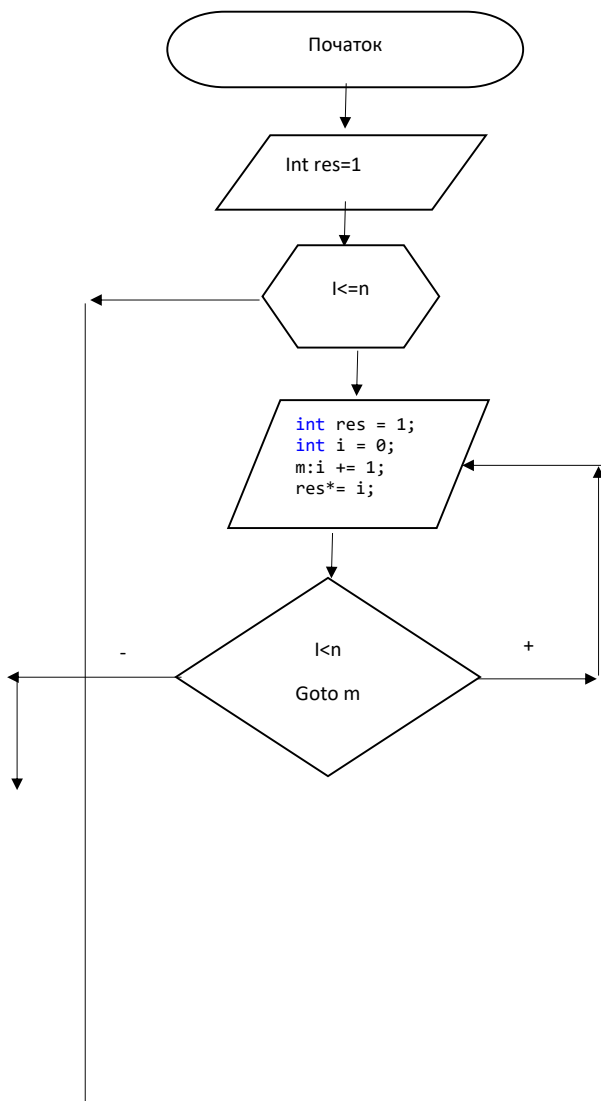 Початок
Int res=1
I<=n
int res = 1;
int i = 0;
m:i += 1;
res*= i;
I<n
Goto m
-
+